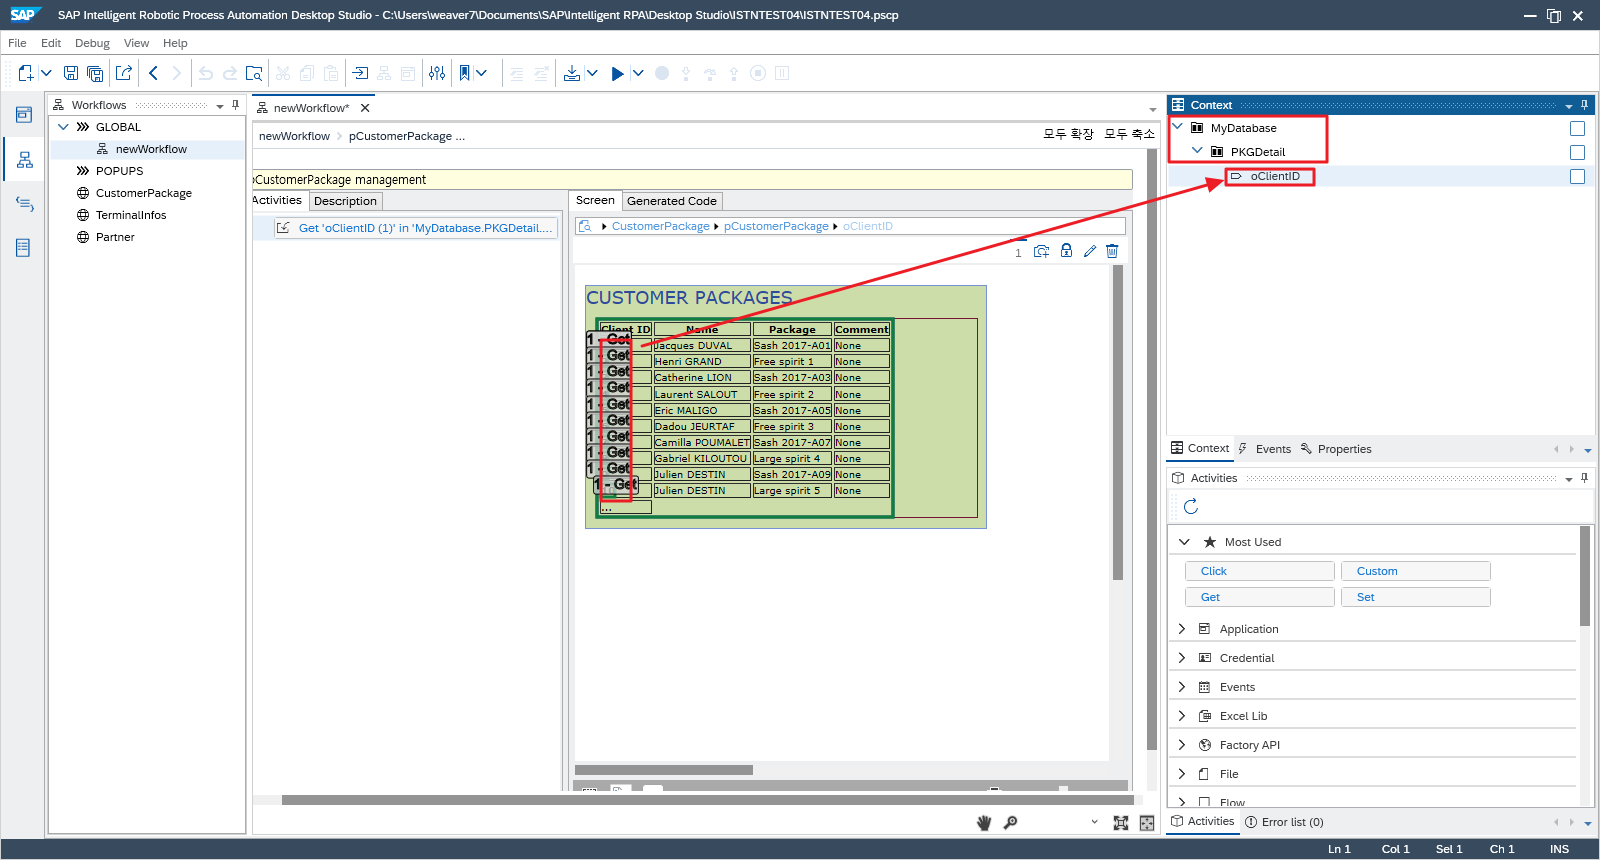 SAP SAP Intelligent Robotic Process Automation Desktop Studio - C:\Users\weaver7\Documents\SAP\Intelligent RPA\Desktop Studio\ISTNTEST04\ISTNTEST04.pscp
File Edit Debug View Help
Workflows
GLOBAL
newWorkflow
POPUPS
CustomerPackage
TerminalInfos
Partner
newWorkflow*
newWorkflow > pCustomerPackage ...
모두 확장 모두 축소
CustomerPackage management
Activities Description
Get 'oClientID (1)' in 'MyDatabase.PKGDetail....
Screen Generated Code
CustomerPackage pCustomerPackage oClientID
1
CUSTOMER PACKAGES
Client ID Name Package Comment
1 - Get Jacques DUVAL Sash 2017-A01 None
1 - Get Henri GRAND Free spirit 1 None
1 - Get Catherine LION Sash 2017-A03 None
1 - Get Laurent SALOUT Free spirit 2 None
1 - Get Eric MALIGO Sash 2017-A05 None
1 - Get Dadou JEURTAF Free spirit 3 None
1 - Get Camilla POUMALET Sash 2017-A07 None
1 - Get Gabriel KILOUTOU Large spirit 4 None
1 - Get Julien DESTIN Sash 2017-A09 None
1 - Get Julien DESTIN Large spirit 5 None
...
Context
MyDatabase
PKGDetail
oClientID
Context Events Properties
Activities
Most Used
Click Custom
Get Set
Application
Credential
Events
Excel Lib
Factory API
File
Flow
Activities Error list (0)
Ln 1 Col 1 Sel 1 Ch 1 INS